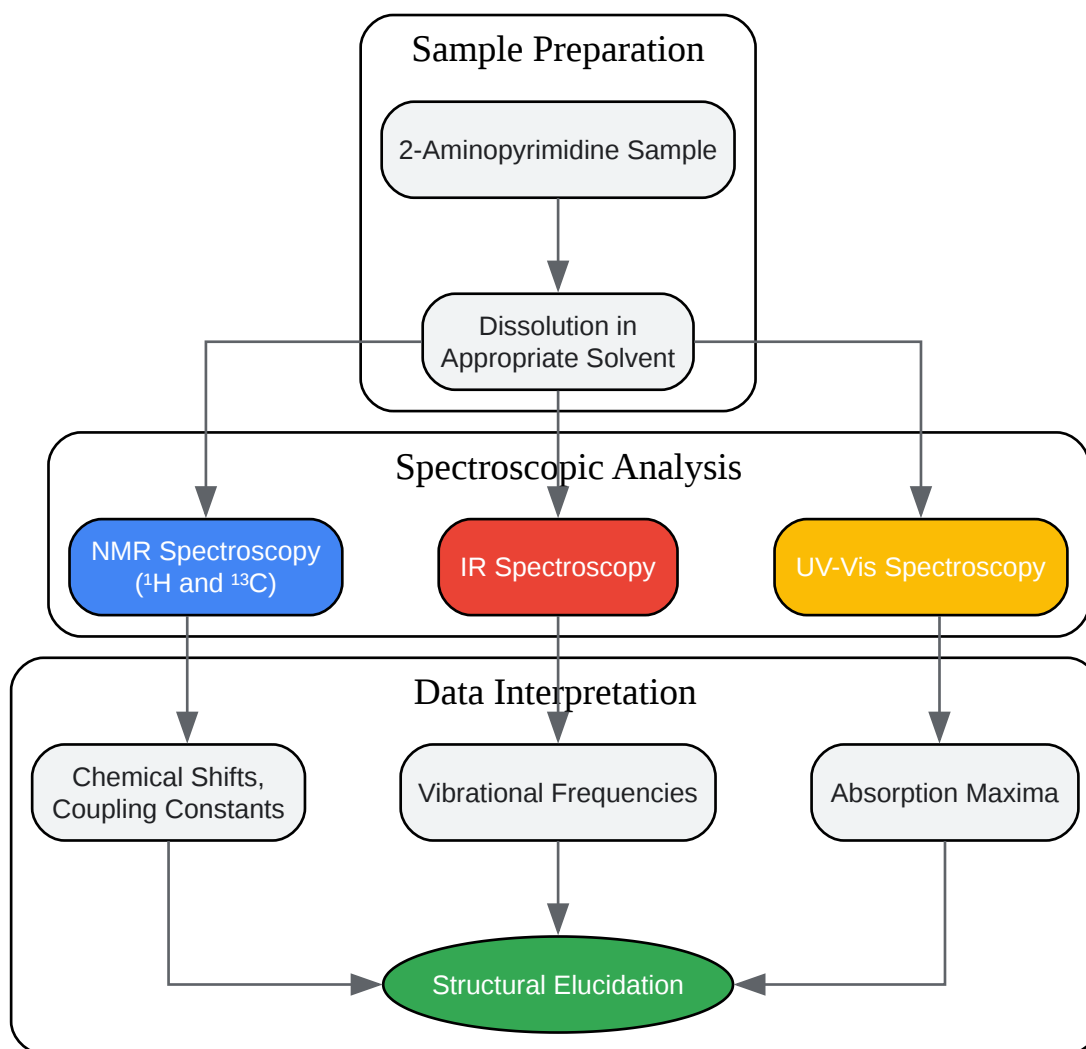 Sample Preparation
2-Aminopyrimidine Sample
Dissolution in
Appropriate Solvent
Spectroscopic Analysis
NMR Spectroscopy
(¹H and ¹³C)
IR Spectroscopy
UV-Vis Spectroscopy
Data Interpretation
Chemical Shifts,
Coupling Constants
Vibrational Frequencies
Absorption Maxima
Structural Elucidation